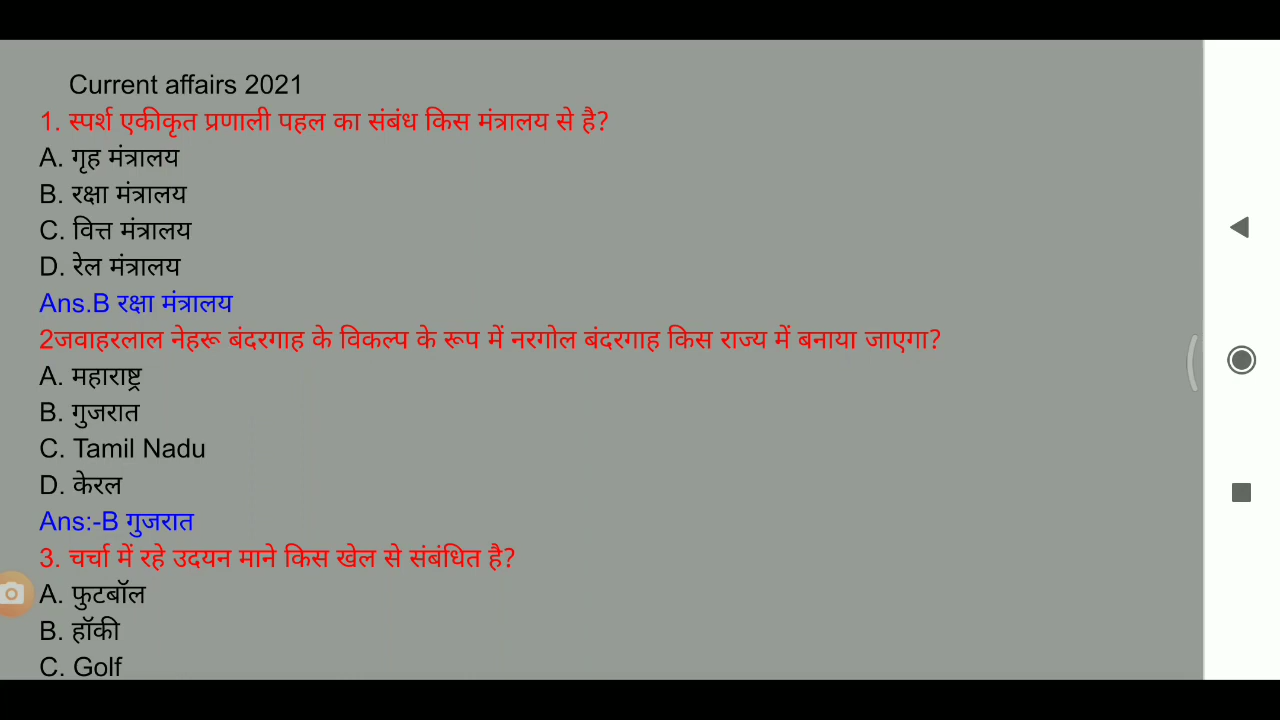 Current affairs 2021
1. स्पर्श एकीकृत प्रणाली पहल का संबंध किस मंत्रालय से है?
A. गृह मंत्रालय
B. रक्षा मंत्रालय
C. वित्त मंत्रालय
D. रेल मंत्रालय
Ans.B रक्षा मंत्रालय
2जवाहरलाल नेहरू बंदरगाह के विकल्प के रूप में नरगोल बंदरगाह किस राज्य में बनाया जाएगा?
A. महाराष्ट्र
B. गुजरात
C. Tamil Nadu
D. केरल
Ans:-B गुजरात
3. चर्चा में रहे उदयन माने किस खेल से संबंधित है?
A. फुटबॉल
B. हॉकी
C. Golf